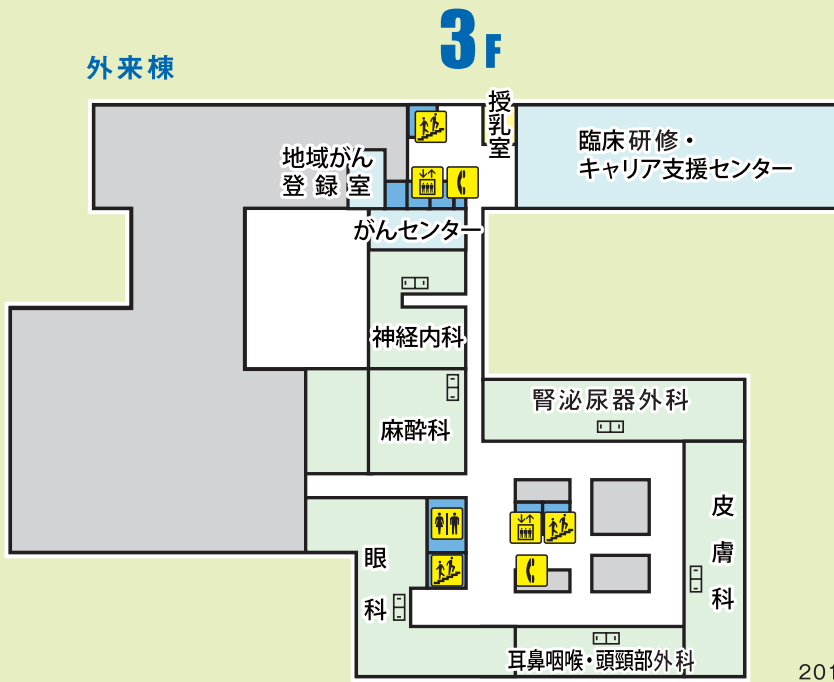 3F
外来棟
授乳室
臨床研修・
キャリア支援センター
地域がん
登録室
がんセンター
神経内科
麻酔科
腎泌尿器外科
皮膚科
眼科
耳鼻咽喉・頭頸部外科
201